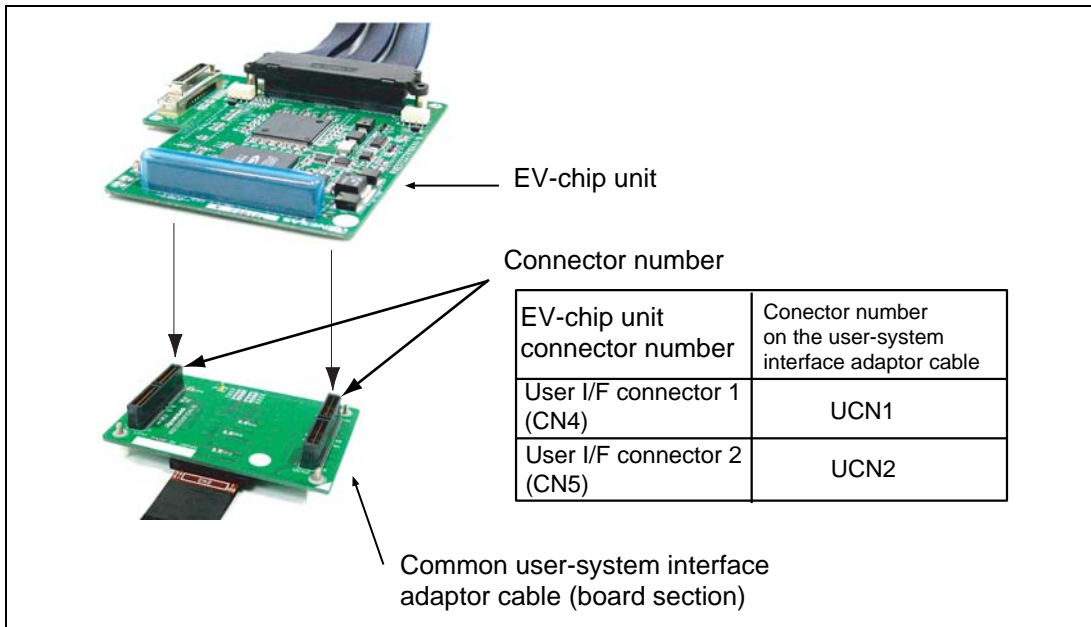 EV-chip unit
Connector number
EV-chip unit
connector number
Conector number
on the user-system
interface adaptor cable
User I/F connector 1
(CN4)
UCN1
User I/F connector 2
(CN5)
UCN2
Common user-system interface
adaptor cable (board section)